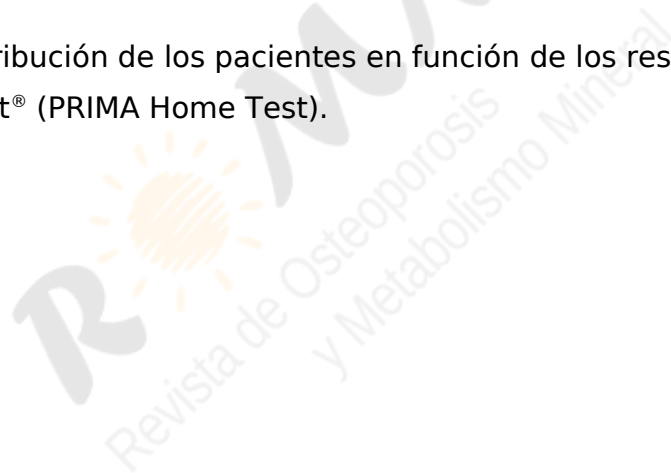 ribución de los pacientes en función de los res
t® (PRIMA Home Test).
R
Revista de Osteoporosis
y Metabolismo Mineral